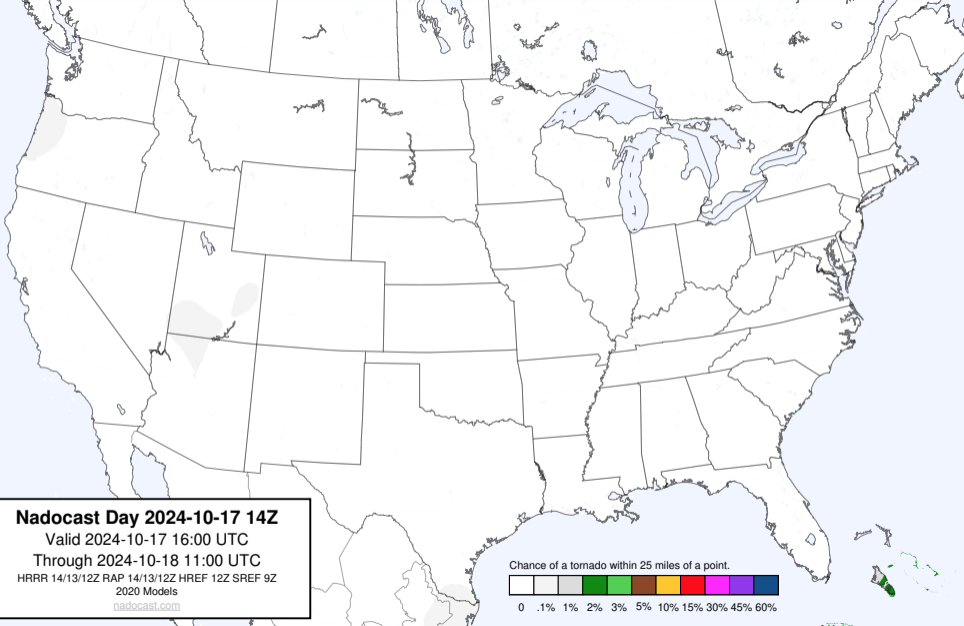 Nadocast Day 2024-10-17 14Z
Valid 2024-10-17 16:00 UTC
Through 2024-10-18 11:00 UTC
HRRR 14/13/12Z RAP 14/13/12Z HREF 12Z SREF 9Z
2020 Models
nadocast.com
Chance of a tornado within 25 miles of a point.
0 .1% 1% 2% 3% 5% 10% 15% 30% 45% 60%